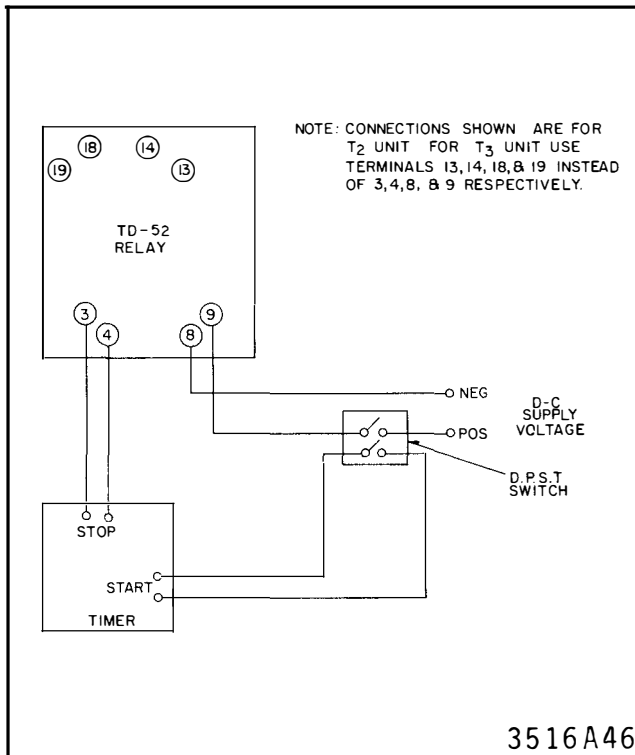 NOTE: CONNECTIONS SHOWN ARE FOR
T2 UNIT FOR T3 UNIT USE
TERMINALS 13,14,18,& 19 INSTEAD
OF 3,4,8, & 9 RESPECTIVELY.
18
14
19
13
TD-52
RELAY
3
4
8
9
NEG
POS
D-C
SUPPLY
VOLTAGE
D.P.S.T
SWITCH
STOP
START
TIMER
3516A46